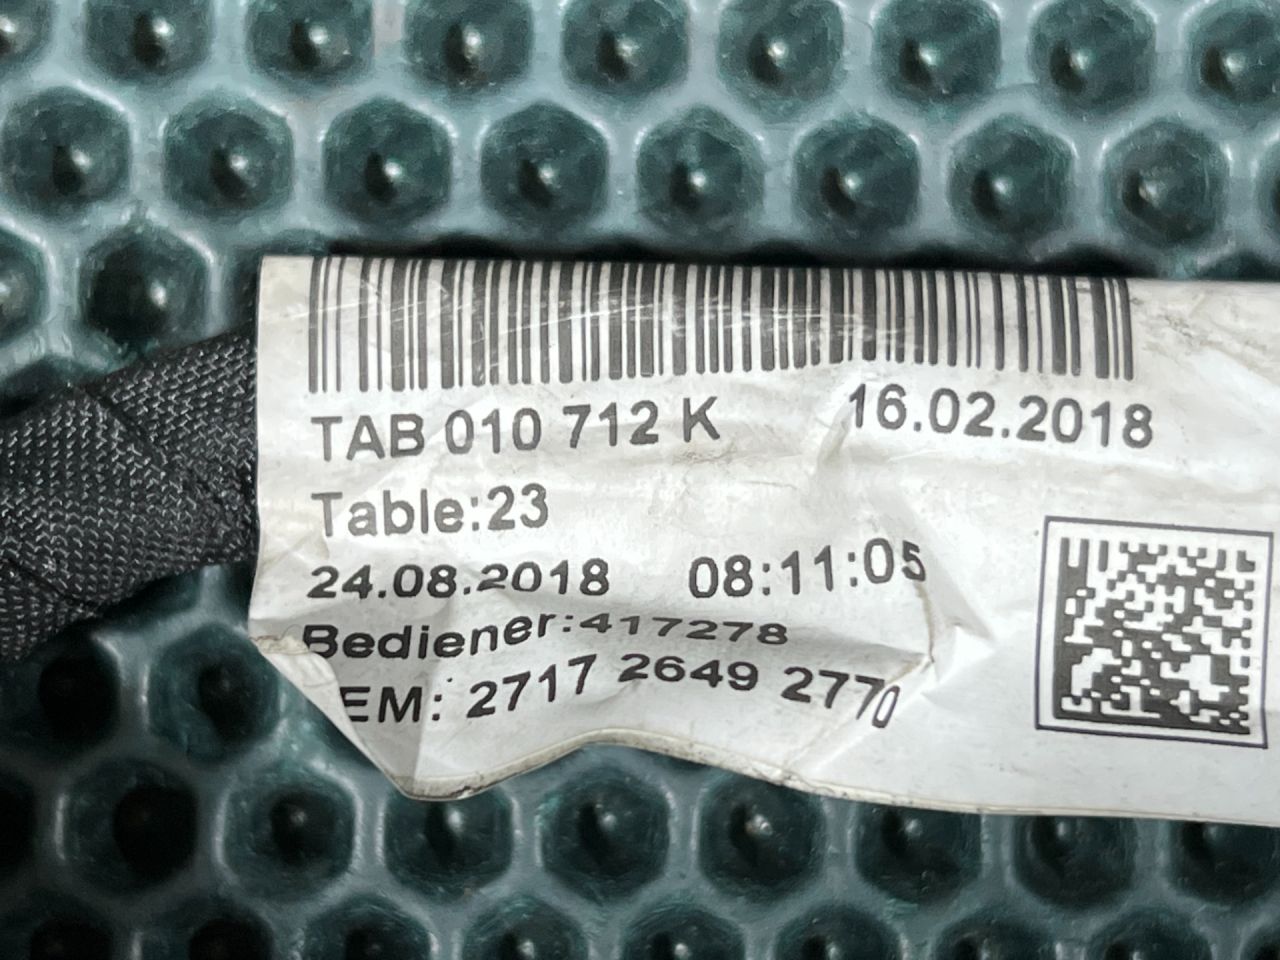 TAB 010 712 K 16.02.2018
Table:23
24.08.2018 08:11:05
Bediener:417278
EM: 2717 2649 2770